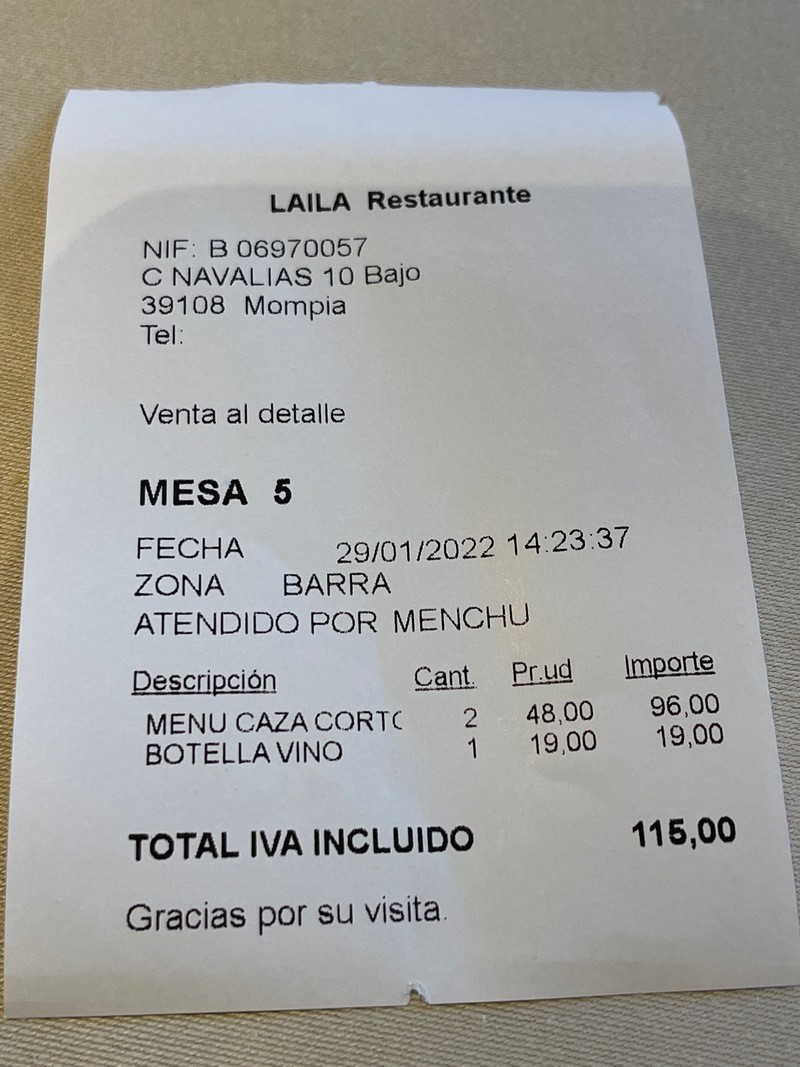 LAILA Restaurante
NIF: B 06970057
C NAVALIAS 10 Bajo
39108 Mompia
Tel:
Venta al detalle
MESA 5
FECHA 29/01/2022 14:23:37
ZONA BARRA
ATENDIDO POR MENCHU
Descripción Cant. Pr.ud Importe
MENU CAZA CORTO 2 48,00 96,00
BOTELLA VINO 1 19,00 19,00
TOTAL IVA INCLUIDO 115,00
Gracias por su visita.